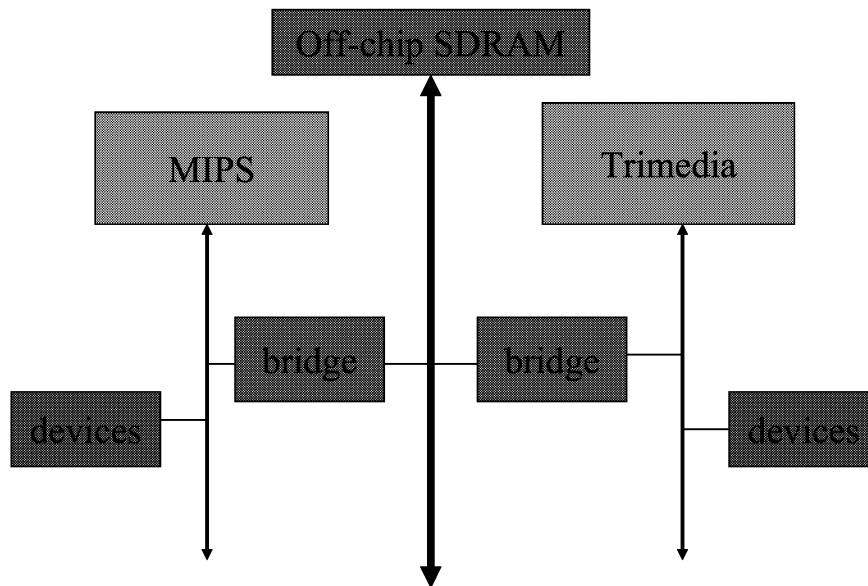 Off-chip SDRAM
MIPS
Trimedia
bridge
bridge
devices
devices